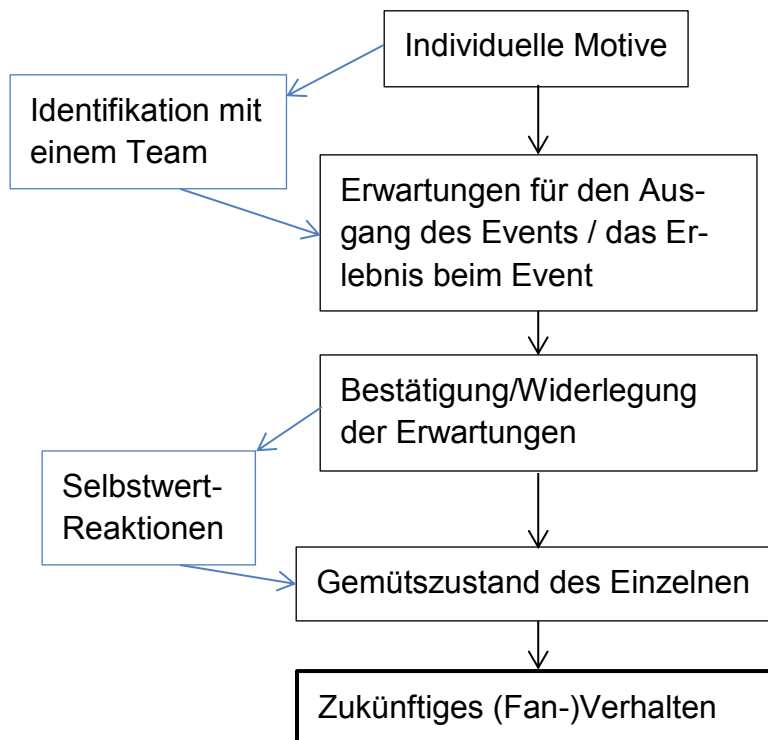 Individuelle Motive
Identifikation mit
einem Team
Erwartungen für den Aus-
gang des Events / das Er-
lebnis beim Event
Bestätigung/Widerlegung
der Erwartungen
Selbstwert-
Reaktionen
Gemütszustand des Einzelnen
Zukünftiges (Fan-)Verhalten